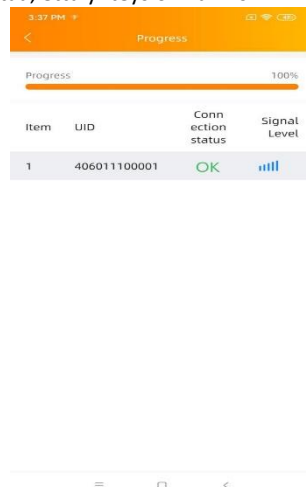 3:37 PM
Progress
Progress 100%
Item UID Conn ection status Signal Level
1 406011100001 OK